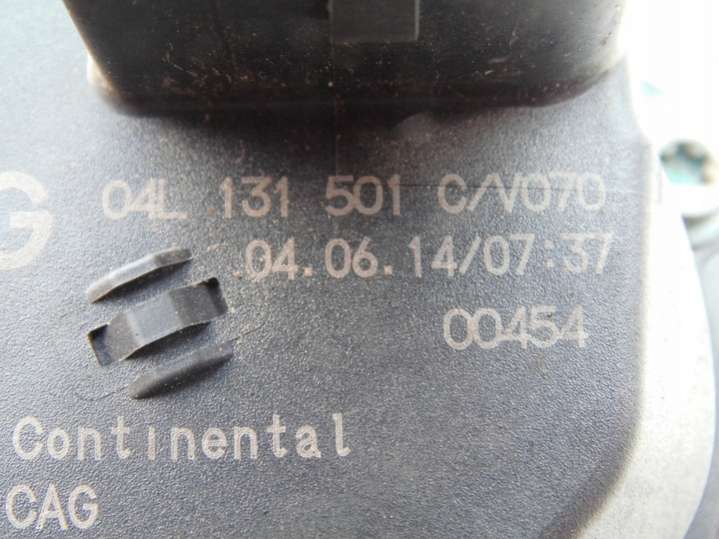 G 04L 131 501 C/V070
.04.06.14/07:37
00454
Continental
CAG